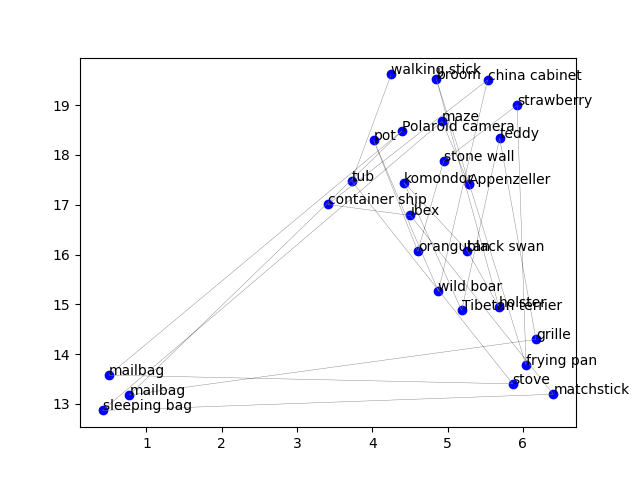 walking stick
broom
china cabinet
strawberry
maze
Polaroid camera
teddy
pot
stone wall
tub
komondor
Appenzeller
container ship
ibex
orangutan
black swan
wild boar
Tibetan terrier
holster
grille
frying pan
mailbag
stove
mailbag
matchstick
sleeping bag
19
18
17
16
15
14
13
1 2 3 4 5 6